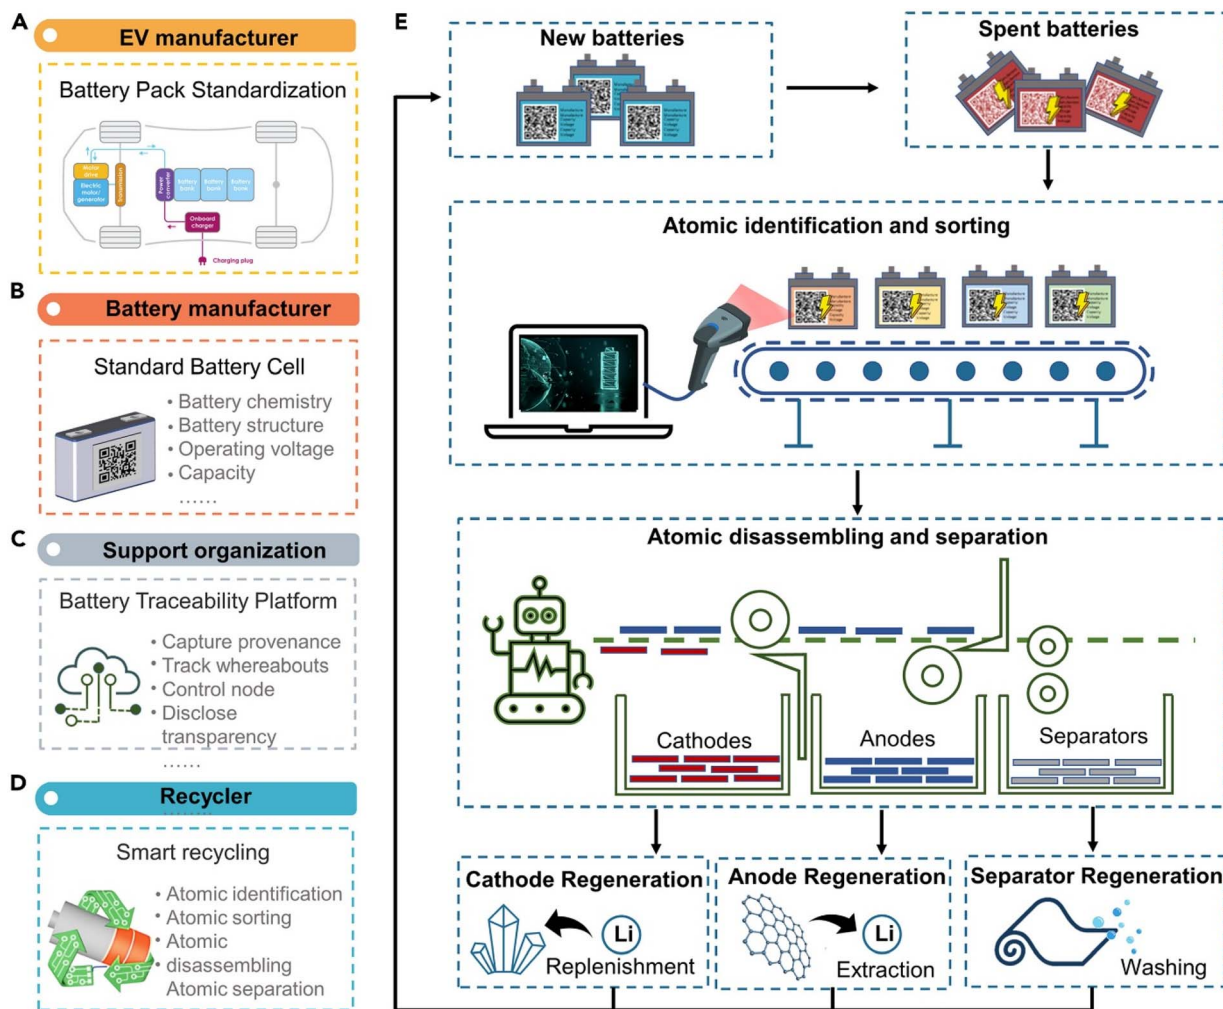 A
EV manufacturer
Battery Pack Standardization
Motor drive
Electric motor/ generator
Transmission
Power converter
Battery bank
Battery bank
Battery bank
Onboard charger
Charging plug
B
Battery manufacturer
Standard Battery Cell
• Battery chemistry
• Battery structure
• Operating voltage
• Capacity
......
C
Support organization
Battery Traceability Platform
• Capture provenance
• Track whereabouts
• Control node
• Disclose
transparency
......
D
Recycler
........
Smart recycling
• Atomic identification
• Atomic sorting
• Atomic
• disassembling
Atomic separation
E
New batteries
Spent batteries
Atomic identification and sorting
Atomic disassembling and separation
Cathodes
Anodes
Separators
Cathode Regeneration
Li
Replenishment
Anode Regeneration
Li
Extraction
Separator Regeneration
Washing